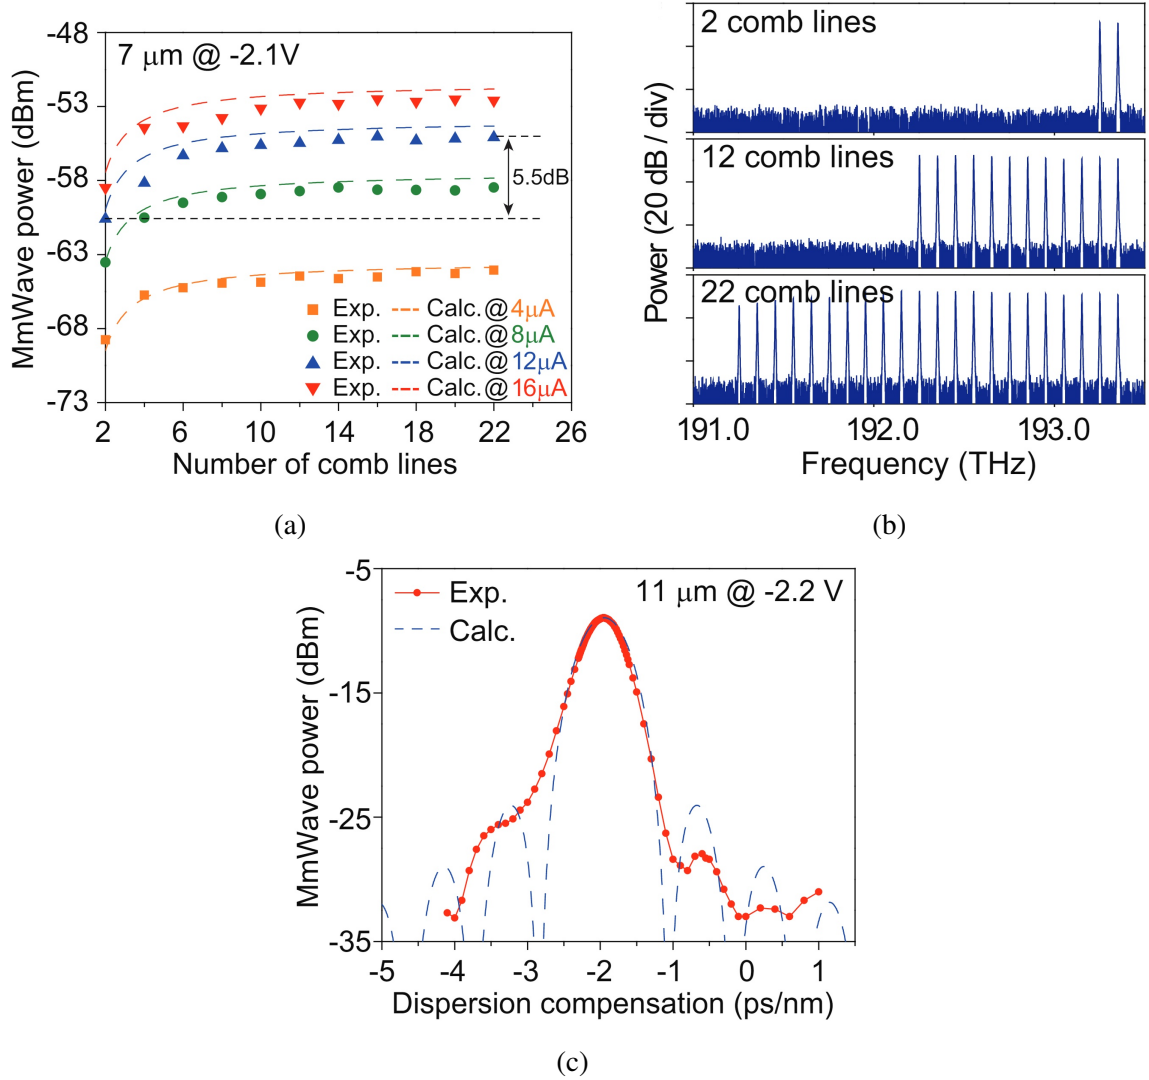 7 μm @ -2.1V
MmWave power (dBm)
-48
-53
-58
-63
-68
-73
5.5dB
Exp. Calc.@4μA
Exp. Calc.@8μA
Exp. Calc.@12μA
Exp. Calc.@16μA
2 6 10 14 18 22 26
Number of comb lines
(a)
2 comb lines
12 comb lines
22 comb lines
Power (20 dB / div)
191.0 192.0 193.0
Frequency (THz)
(b)
Exp.
Calc.
11 μm @ -2.2 V
MmWave power (dBm)
-5
-15
-25
-35
-5 -4 -3 -2 -1 0 1
Dispersion compensation (ps/nm)
(c)